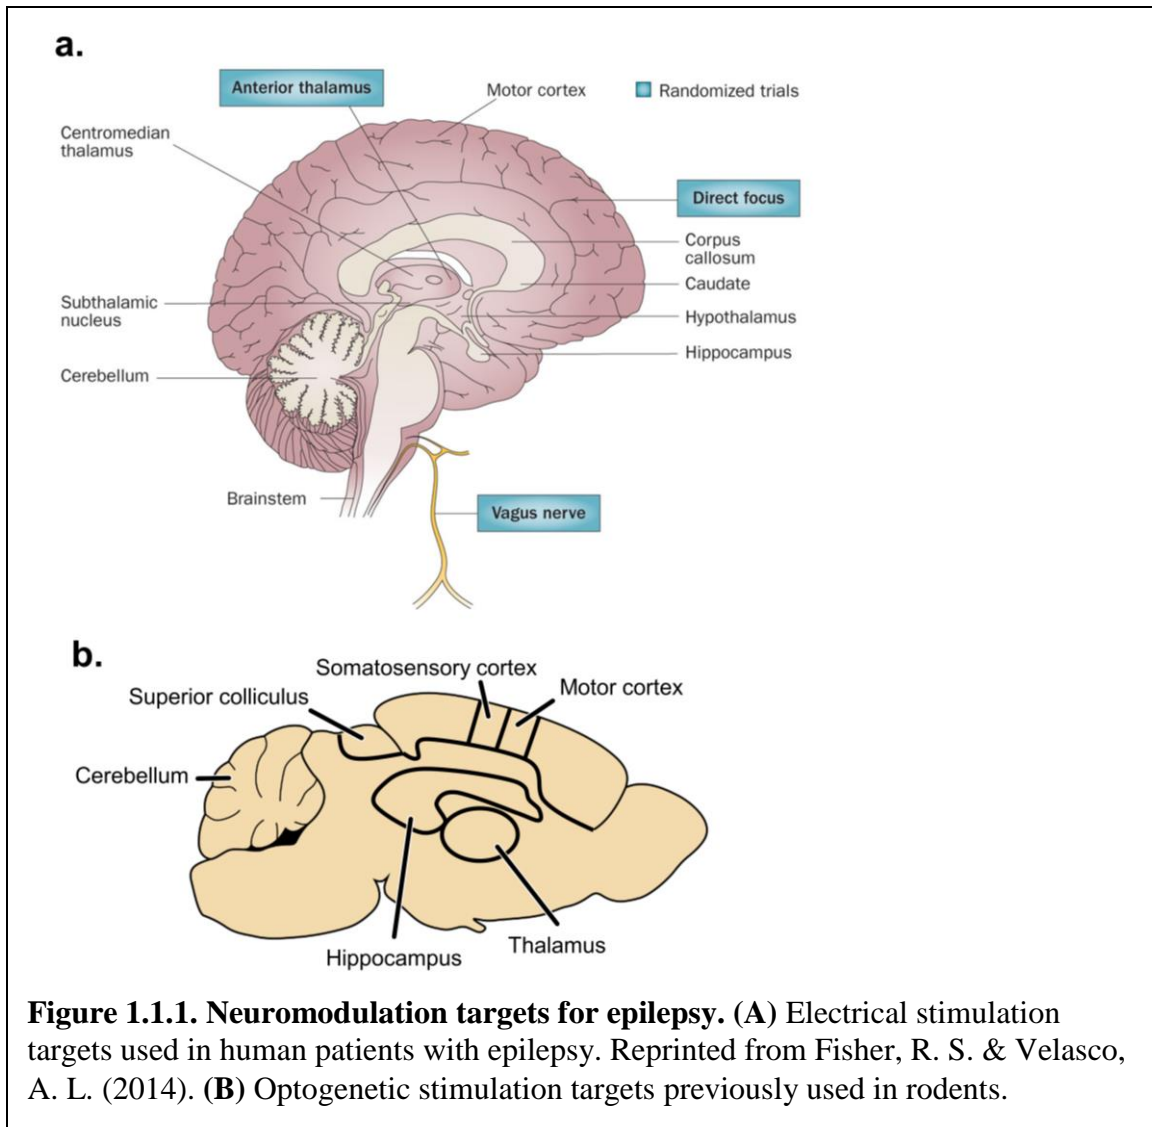 a.
Anterior thalamus
Motor cortex
Randomized trials
Centromedian
thalamus
Direct focus
Corpus
callosum
Caudate
Subthalamic
nucleus
Hypothalamus
Hippocampus
Cerebellum
Brainstem
Vagus nerve
b.
Somatosensory cortex
Motor cortex
Superior colliculus
Cerebellum
Thalamus
Hippocampus
Figure 1.1.1. Neuromodulation targets for epilepsy. (A) Electrical stimulation
targets used in human patients with epilepsy. Reprinted from Fisher, R. S. & Velasco,
A. L. (2014). (B) Optogenetic stimulation targets previously used in rodents.